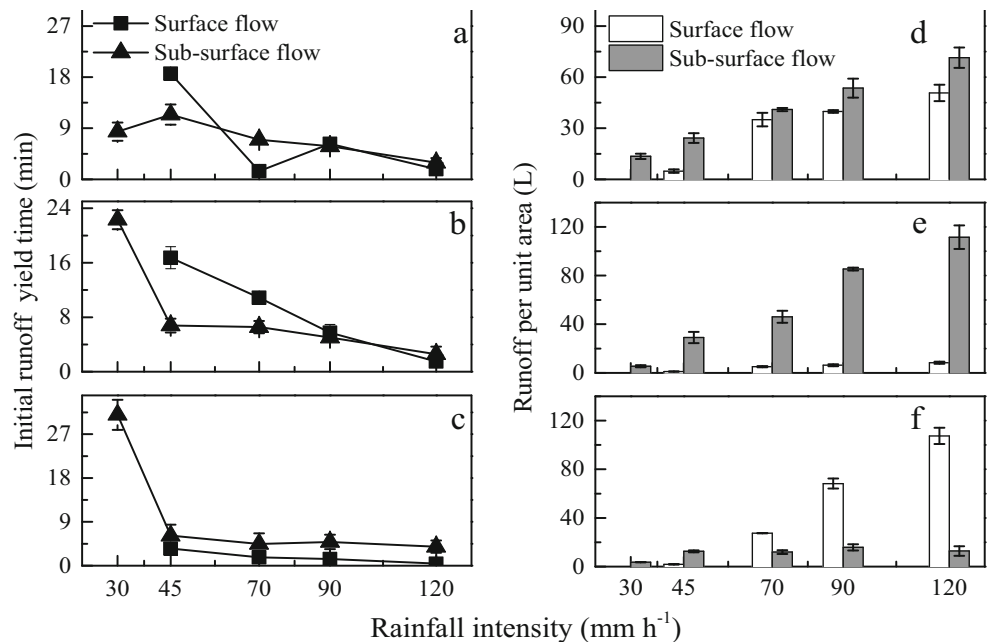 Initial runoff yield time (min)
27
18
9
0
Surface flow
Sub-surface flow
a
24
16
8
0
b
27
18
9
0
c
30 45 70 90 120
Runoff per unit area (L)
90
60
30
0
Surface flow
Sub-surface flow
d
120
80
40
0
e
120
80
40
0
f
30 45 70 90 120
Rainfall intensity (mm h-1)